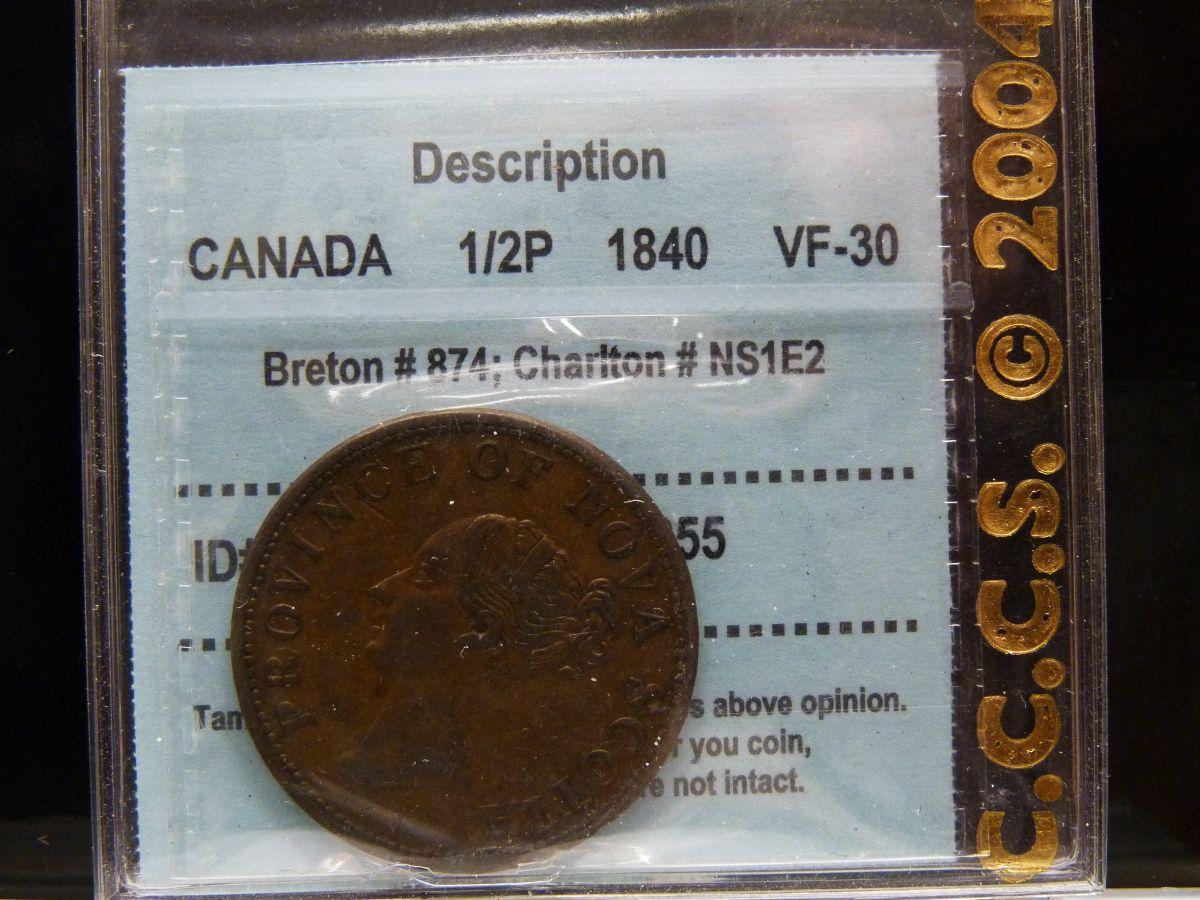 Description
CANADA 1/2P 1840 VF-30
Breton # 874; Charlton # NS1E2
ID# 55
above opinion.
you coin,
not intact.
PROVINCE OF NOVA SCOTIA
C.C.C.S. © 2004